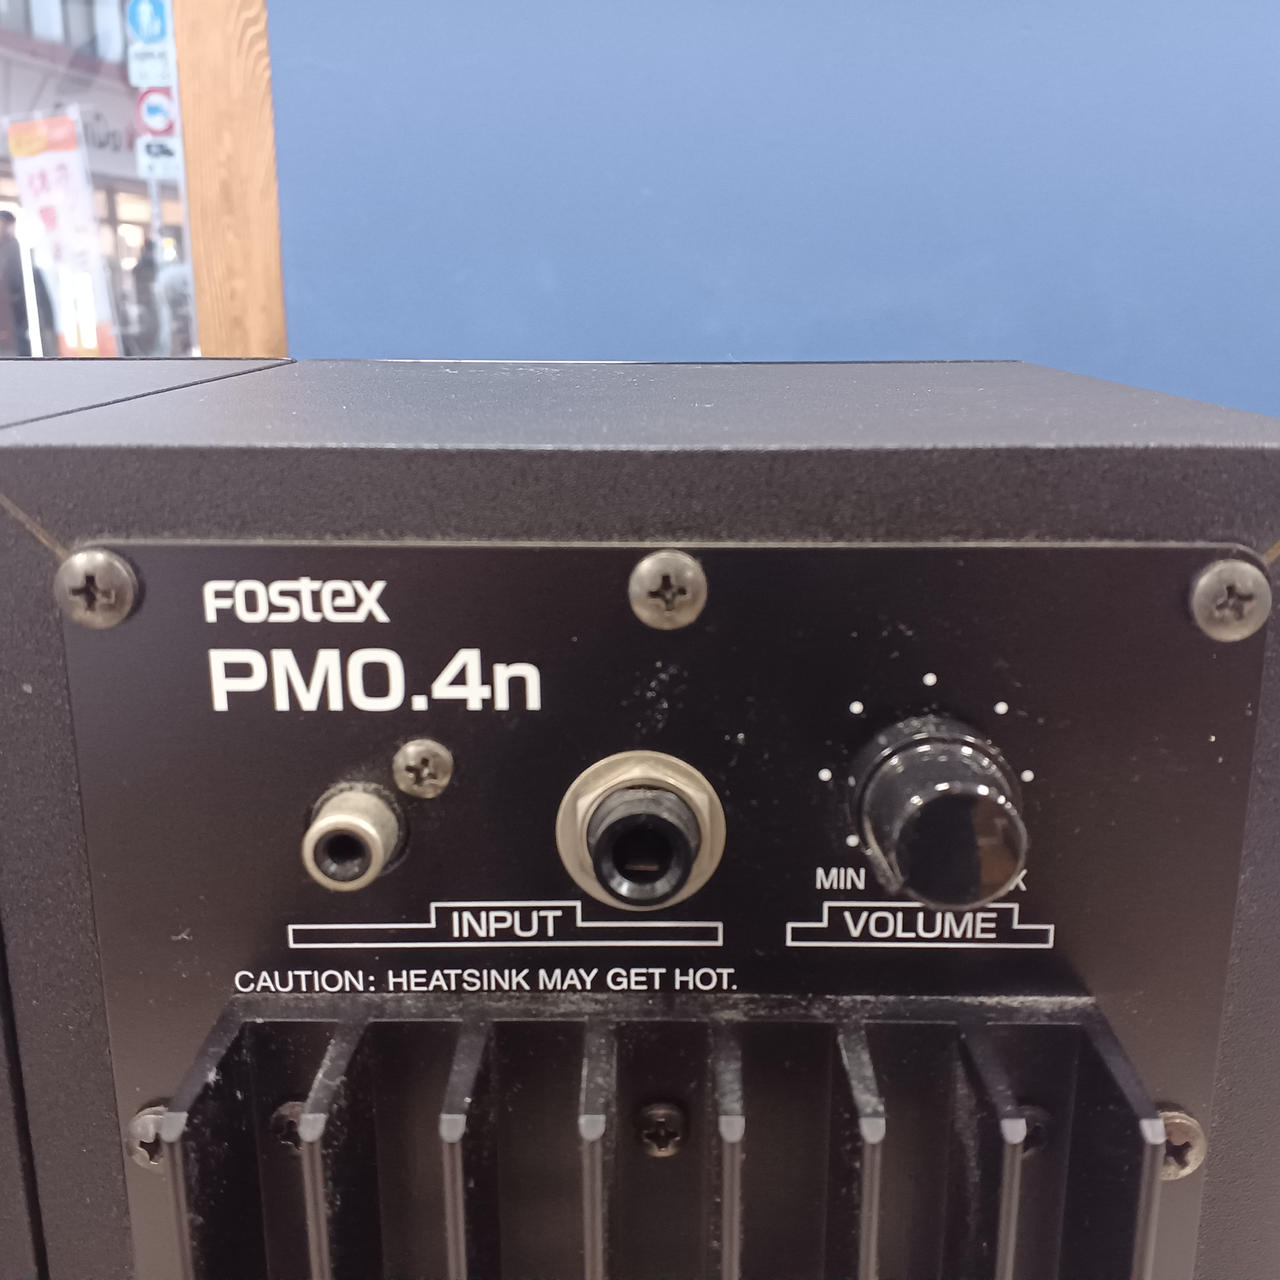 FOSTEX
PM0.4n
MIN
INPUT
VOLUME
CAUTION: HEATSINK MAY GET HOT.